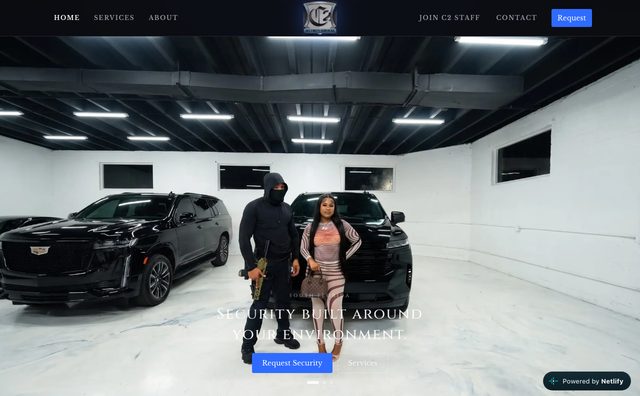 HOME
SERVICES
ABOUT
C2
JOIN C2 STAFF
CONTACT
Request
SECURITY BUILT AROUND
YOUR ENVIRONMENT.
Request Security
Services
Powered by Netlify